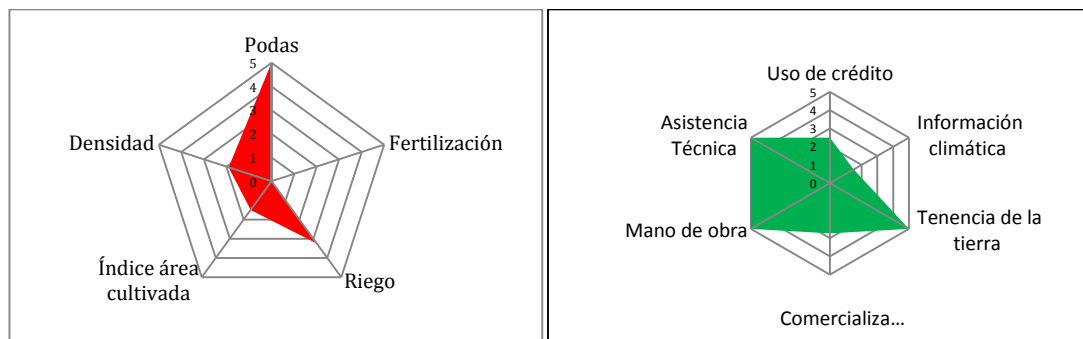 Podas
5
4
3
2
1
0
Densidad
Fertilización
Índice área
cultivada
Riego
Uso de crédito
5
4
3
2
1
0
Asistencia
Técnica
Información
climática
Mano de obra
Tenencia de la
tierra
Comercializa...